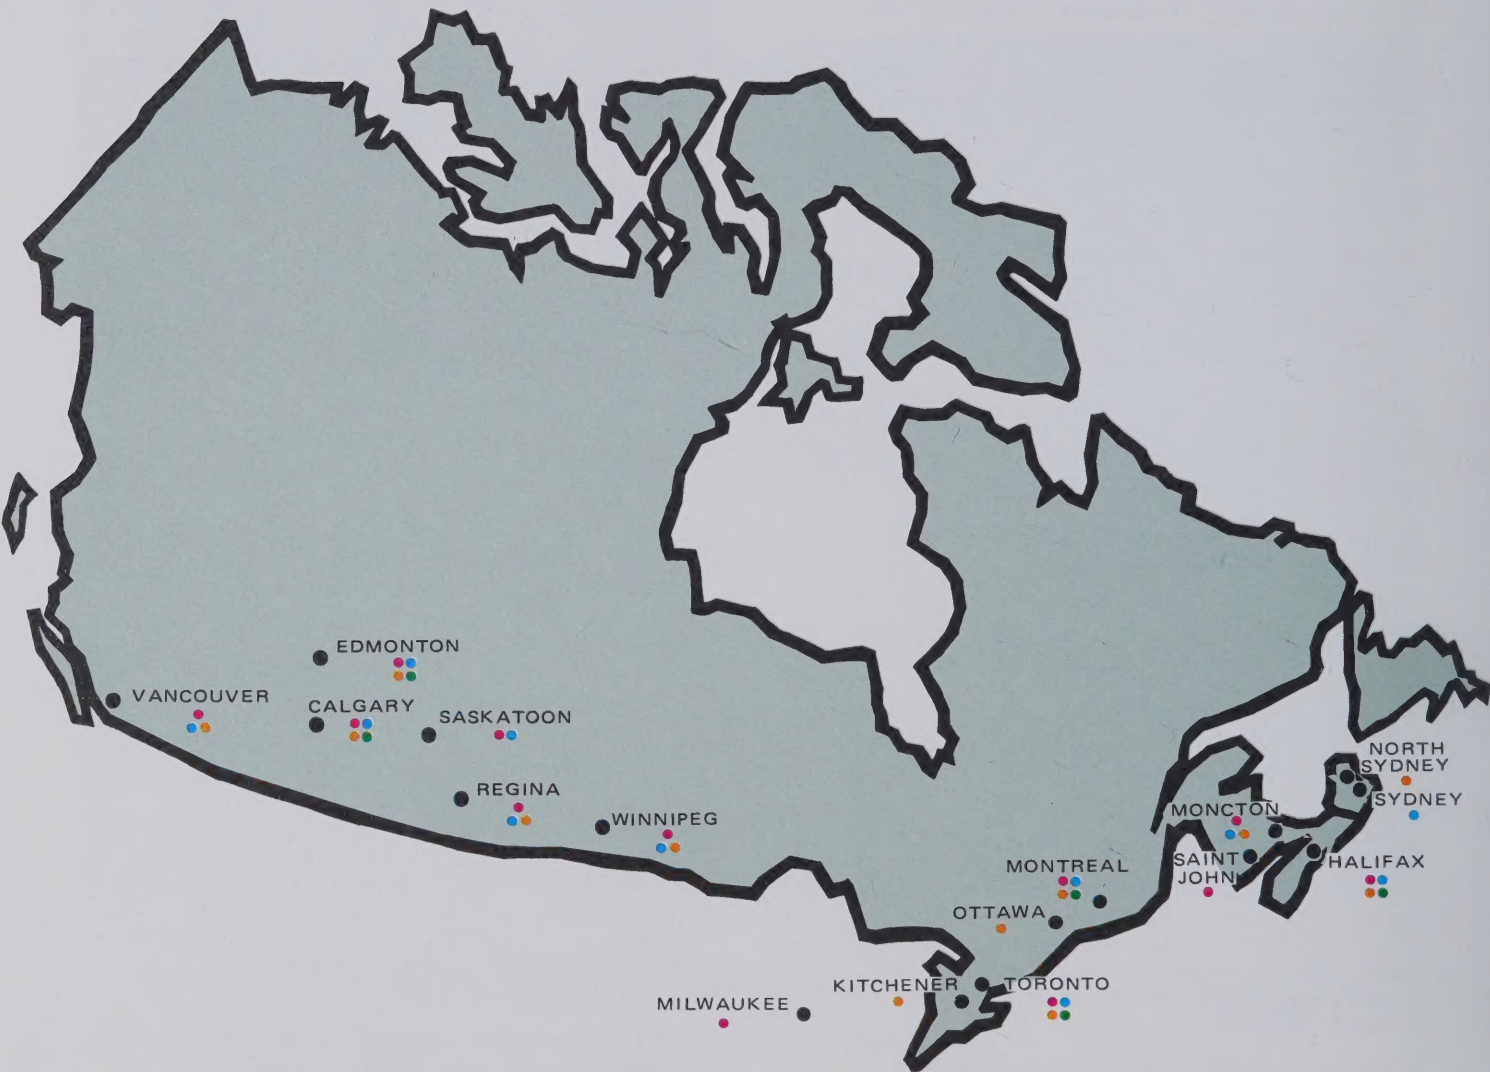 EDMONTON
VANCOUVER
CALGARY
SASKATOON
REGINA
WINNIPEG
NORTH
SYDNEY
SYDNEY
MONCTON
SAINT
JOHN
HALIFAX
MONTREAL
OTTAWA
KITCHENER
TORONTO
MILWAUKEE